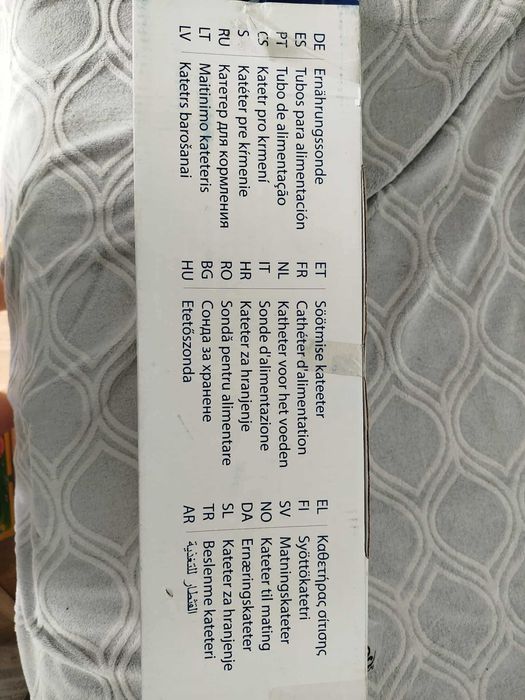 DE Ernährungssonde
ES Tubos para alimentación
PT Tubo de alimentação
CS Katetr pro krmení
S Katéter pre kŕmenie
RU Катетер для кормления
LT Maitinimo kateteris
LV Katetrs barošanai
ET Söötmise kateeter
FR Cathéter d'alimentation
NL Katheter voor het voeden
IT Sonde d'alimentazione
HR Kateter za hranjenje
RO Sondă pentru alimentare
BG Сонда за хранене
HU Etetőszonda
EL Καθετήρας σίτισης
FI Syöttökatetri
SV Matningskateter
NO Kateter til mating
DA Ernæringskateter
SL Kateter za hranjenje
TR Beslenme kateteri
AR القثطار للتغذية